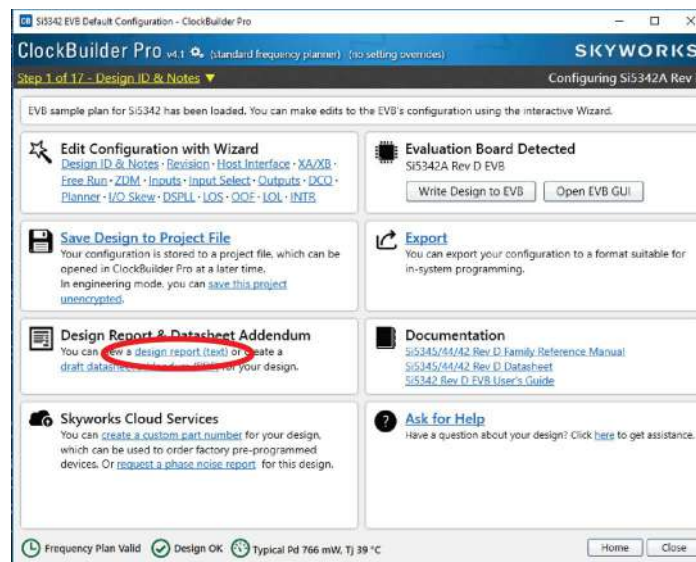 Si5342 EVB Default Configuration - ClockBuilder Pro
ClockBuilder Pro v4.1 (standard frequency planner) (no setting overrides)
SKYWORKS
Step 1 of 17 - Design ID & Notes ▼
Configuring Si5342A Rev
EVB sample plan for Si5342 has been loaded. You can make edits to the EVB's configuration using the interactive Wizard.
Edit Configuration with Wizard
Design ID & Notes · Revision · Host Interface · XA/XB ·
Free Run · ZDM · Inputs · Input Select · Outputs · DCO ·
Planner · I/O Skew · DSPLL · LOS · OOF · LOL · INTR
Evaluation Board Detected
Si5342A Rev D EVB
Write Design to EVB
Open EVB GUI
Save Design to Project File
Your configuration is stored to a project file, which can be
opened in ClockBuilder Pro at a later time.
In engineering mode, you can save this project
unencrypted.
Export
You can export your configuration to a format suitable for
in-system programming.
Design Report & Datasheet Addendum
You can view a design report (text) or create a
draft datasheet for your design.
Documentation
Si5345/44/42 Rev D Family Reference Manual
Si5345/44/42 Rev D Datasheet
Si5342 Rev D EVB User's Guide
Skyworks Cloud Services
You can create a custom part number for your design,
which can be used to order factory pre-programmed
devices. Or request a phase noise report for this design.
Ask for Help
Have a question about your design? Click here to get assistance.
Frequency Plan Valid
Design OK
Typical Pd 766 mW, Tj 39 °C
Home
Close